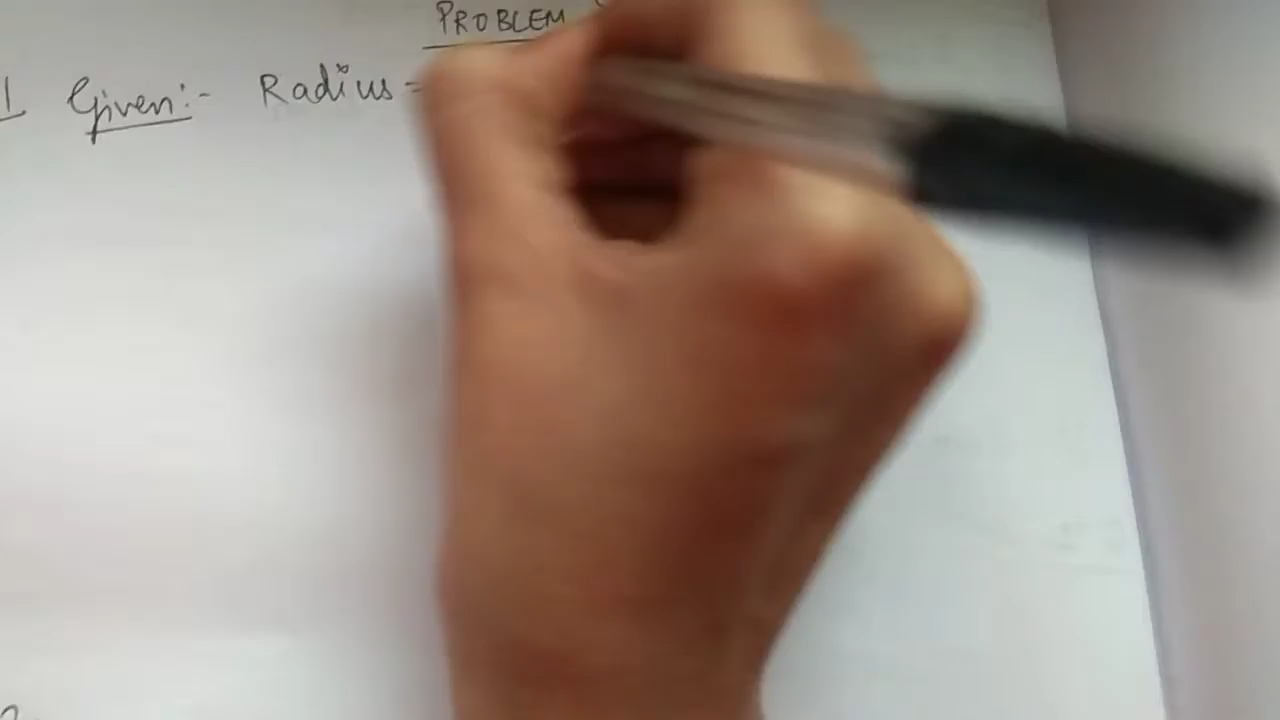 PROBLEM
1 Given:- Radius =